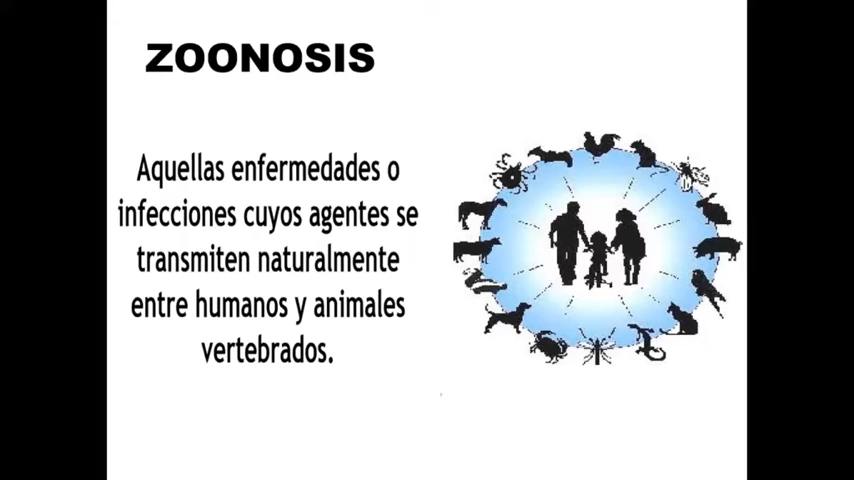 ZOONOSIS
Aquellas enfermedades o
infecciones cuyos agentes se
transmiten naturalmente
entre humanos y animales
vertebrados.